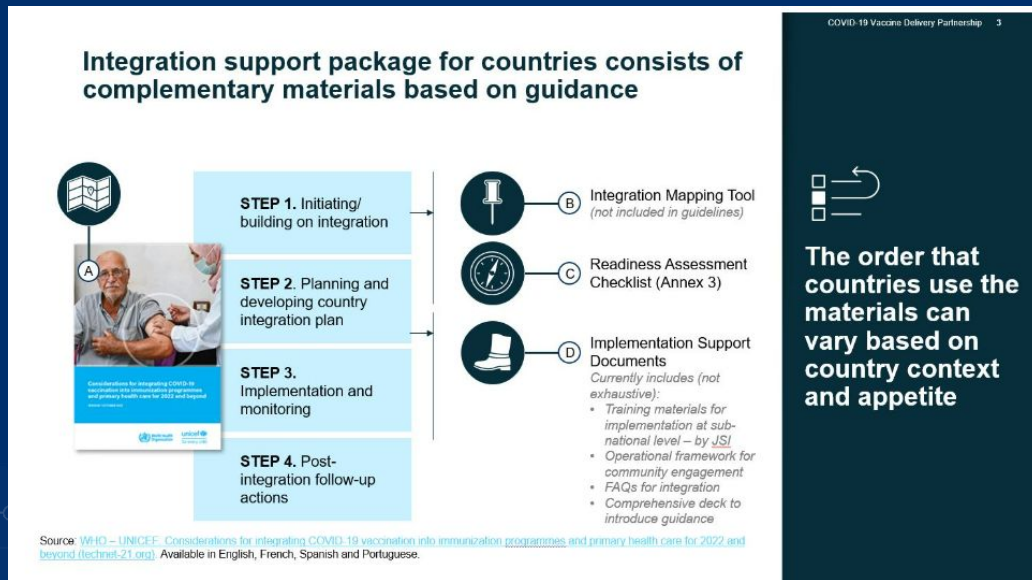 COVID-19 Vaccine Delivery Partnership 3
Integration support package for countries consists of
complementary materials based on guidance
A
Considerations for integrating COVID-19
vaccination into immunization programmes
and primary health care for 2022 and beyond
World Health
Organization
unicef
STEP 1. Initiating/
building on integration
STEP 2. Planning and
developing country
integration plan
STEP 3.
Implementation and
monitoring
STEP 4. Post-
integration follow-up
actions
B
Integration Mapping Tool
(not included in guidelines)
C
Readiness Assessment
Checklist (Annex 3)
D
Implementation Support
Documents
Currently includes (not
exhaustive):
• Training materials for
implementation at sub-
national level – by JSI
• Operational framework for
community engagement
• FAQs for integration
• Comprehensive deck to
introduce guidance
The order that
countries use the
materials can
vary based on
country context
and appetite
Source: WHO – UNICEF. Considerations for integrating COVID-19 vaccination into immunization programmes and primary health care for 2022 and
beyond (technet-21.org). Available in English, French, Spanish and Portuguese.